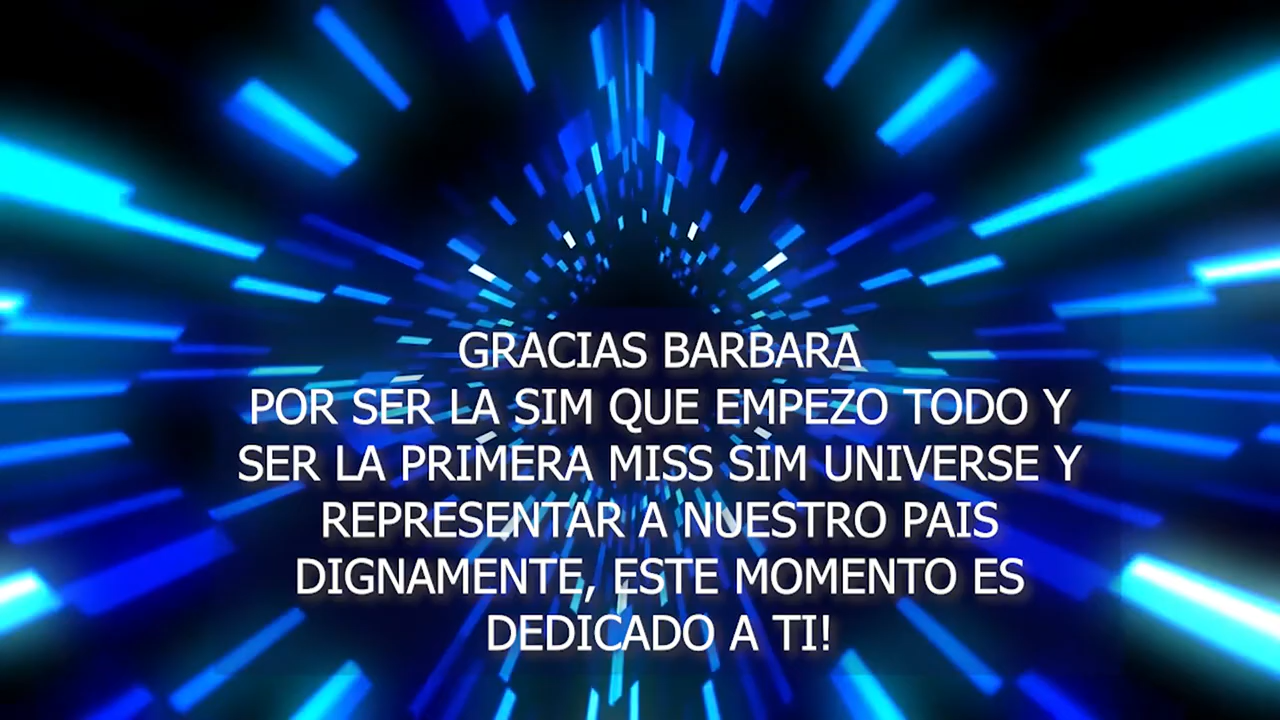 GRACIAS BARBARA
POR SER LA SIM QUE EMPEZO TODO Y
SER LA PRIMERA MISS SIM UNIVERSE Y
REPRESENTAR A NUESTRO PAIS
DIGNAMENTE, ESTE MOMENTO ES
DEDICADO A TI!